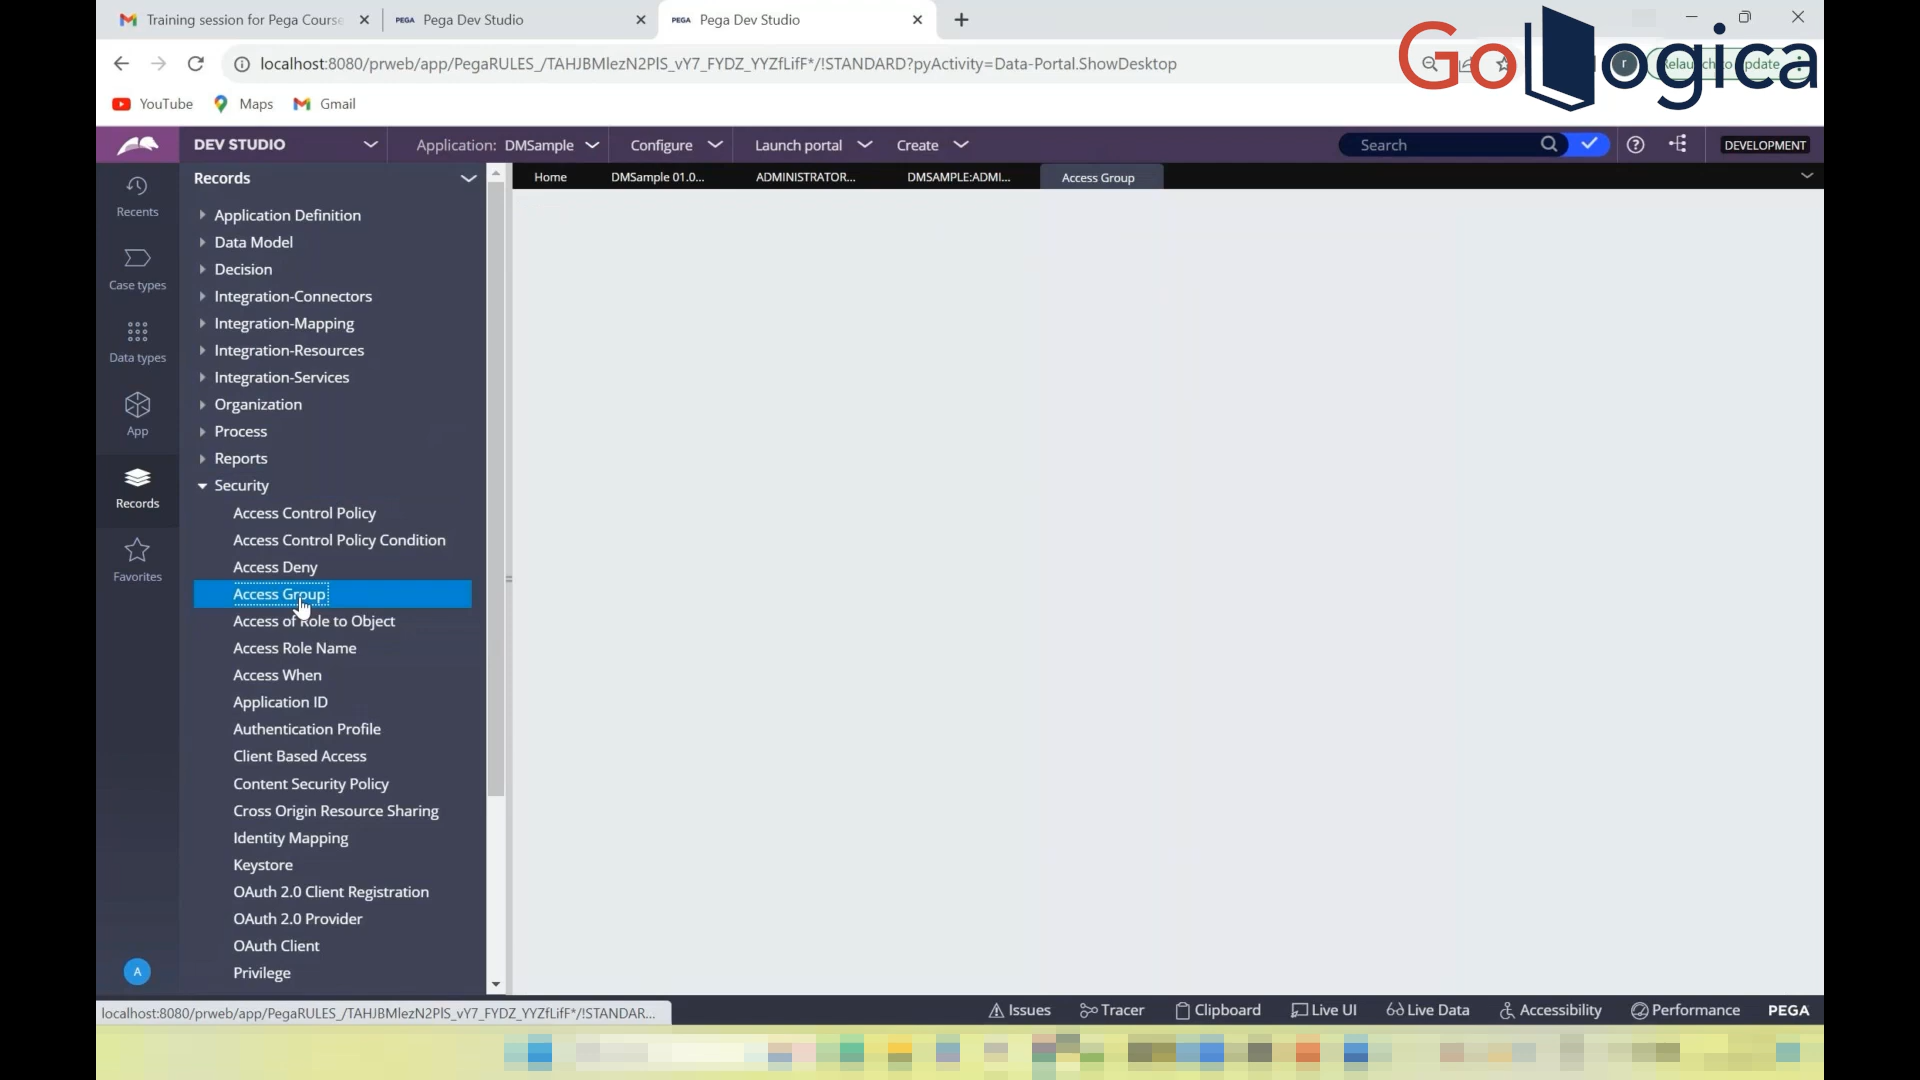 Training session for Pega Course
PEGA Pega Dev Studio
PEGA Pega Dev Studio
GoLogica
localhost:8080/prweb/app/PegaRULES_/TAHJBMlezN2PlS_vY7_FYDZ_YYZfLifF*/!STANDARD?pyActivity=Data-Portal.ShowDesktop
r
YouTube Maps Gmail
DEV STUDIO
Application: DMSample
Configure
Launch portal
Create
Search
DEVELOPMENT
Recents
Case types
Data types
App
Records
Favorites
A
Records
Application Definition
Data Model
Decision
Integration-Connectors
Integration-Mapping
Integration-Resources
Integration-Services
Organization
Process
Reports
Security
Access Control Policy
Access Control Policy Condition
Access Deny
Access Group
Access of Role to Object
Access Role Name
Access When
Application ID
Authentication Profile
Client Based Access
Content Security Policy
Cross Origin Resource Sharing
Identity Mapping
Keystore
OAuth 2.0 Client Registration
OAuth 2.0 Provider
OAuth Client
Privilege
Home
DMSample 01.0...
ADMINISTRATOR...
DMSAMPLE:ADMI...
Access Group
localhost:8080/prweb/app/PegaRULES_/TAHJBMlezN2PlS_vY7_FYDZ_YYZfLifF*/!STANDAR...
Issues
Tracer
Clipboard
Live UI
Live Data
Accessibility
Performance
PEGA